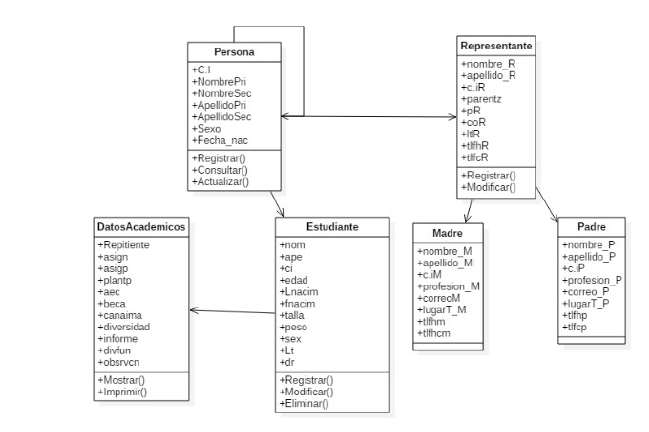 Persona
+C.I
+NombrePri
+NombreSec
+ApellidoPri
+ApellidoSec
+Sexo
+Fecha_nac
+Registrar()
+Consultar()
+Actualizar()
Representante
+nombre_R
+apellido_R
+c.iR
+parentz
+pR
+coR
+ltR
+tlfhR
+tlfcR
+Registrar()
+Modificar()
DatosAcademicos
+Repitiente
+asign
+asigp
+plantp
+aec
+beca
+canaima
+diversidad
+informe
+divfun
+obsrvcn
+Mostrar()
+Imprimir()
Estudiante
+nom
+ape
+ci
+edad
+Lnacim
+fnacim
+talla
+peso
+sex
+Lt
+dr
+Registrar()
+Modificar()
+Eliminar()
Madre
+nombre_M
+apellido_M
+c.iM
+profesion_M
+correoM
+lugarT_M
+tlfhm
+tlfhcm
Padre
+nombre_P
+apellido_P
+c.iP
+profesion_P
+correo_P
+lugarT_P
+tlfhp
+tlfcp